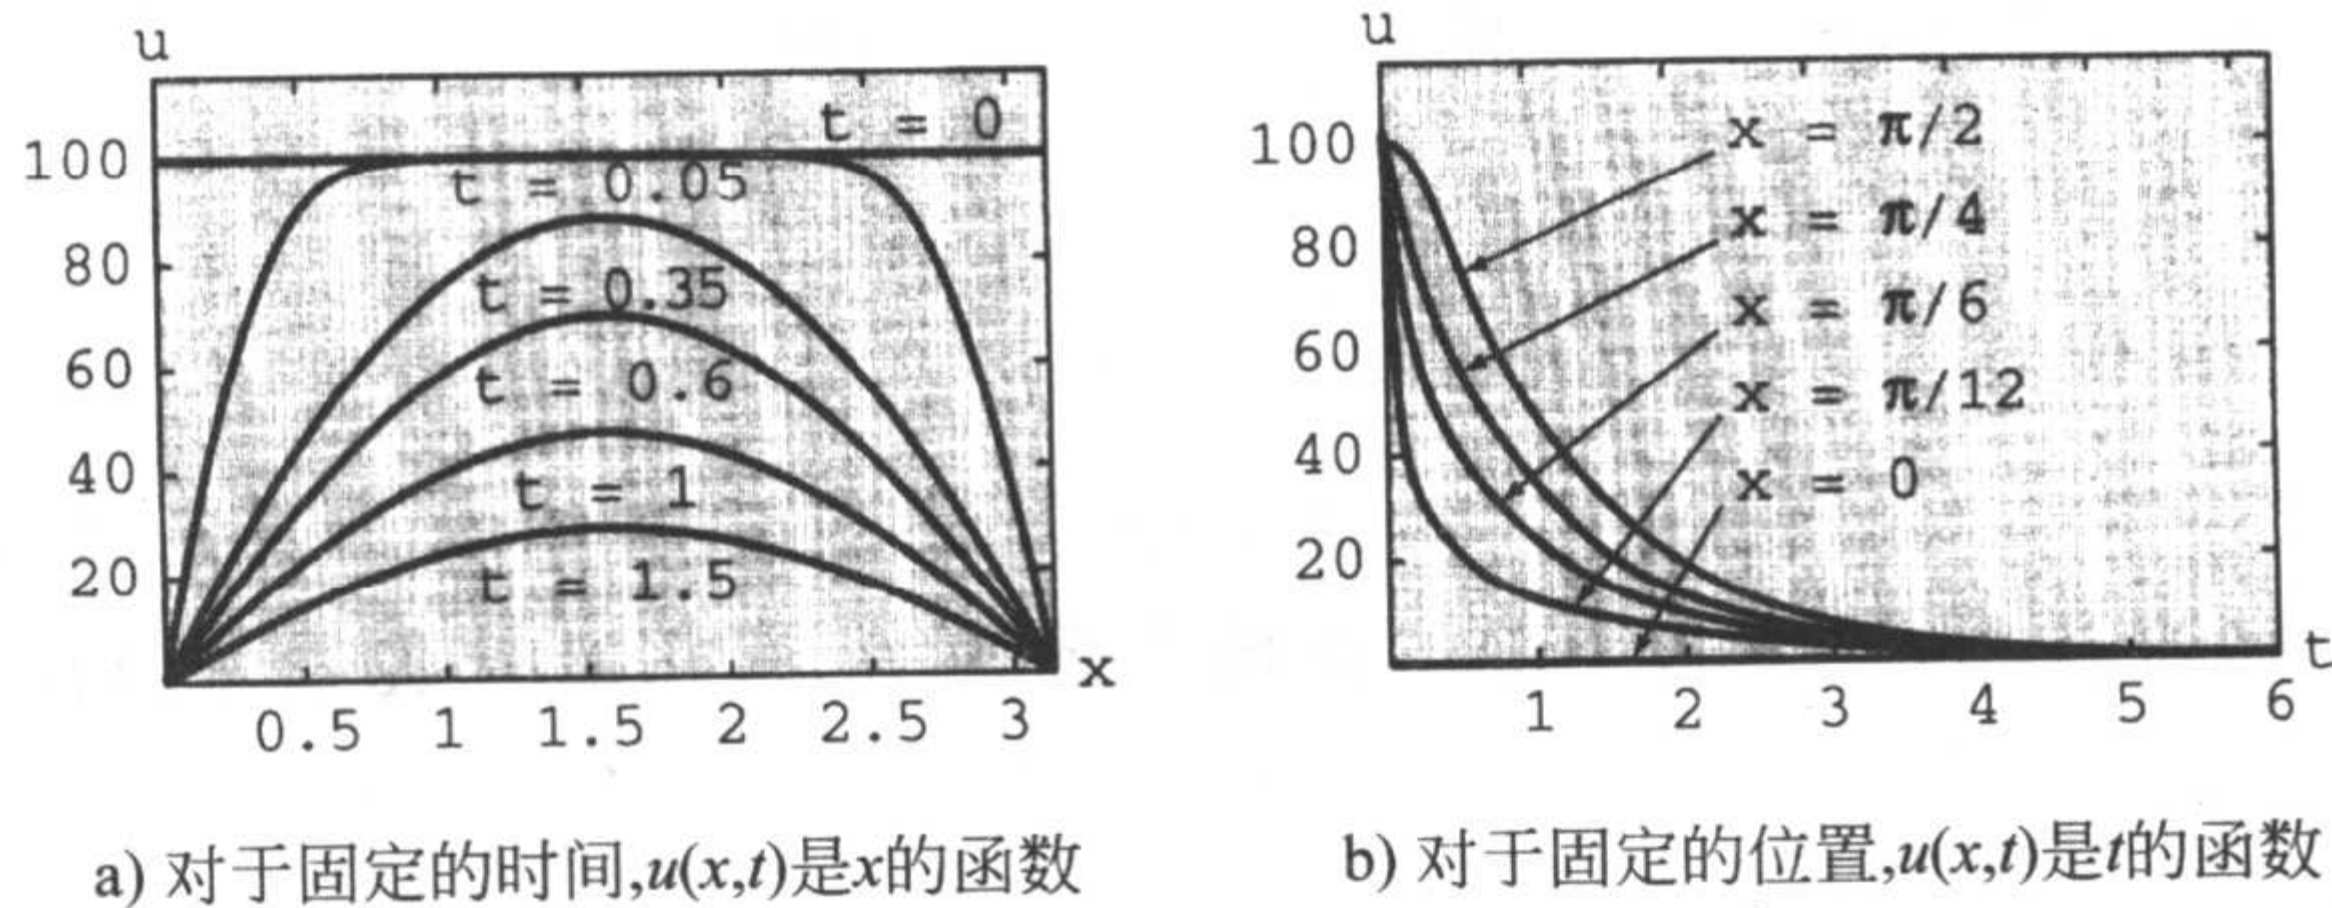 u
t = 0
100
t = 0.05
80
t = 0.35
60
t = 0.6
40
t = 1
20
t = 1.5
x
0.5 1 1.5 2 2.5 3
a) 对于固定的时间,u(x,t)是x的函数
u
x = π/2
100
x = π/4
80
x = π/6
60
x = π/12
40
x = 0
20
t
1 2 3 4 5 6
b) 对于固定的位置,u(x,t)是t的函数